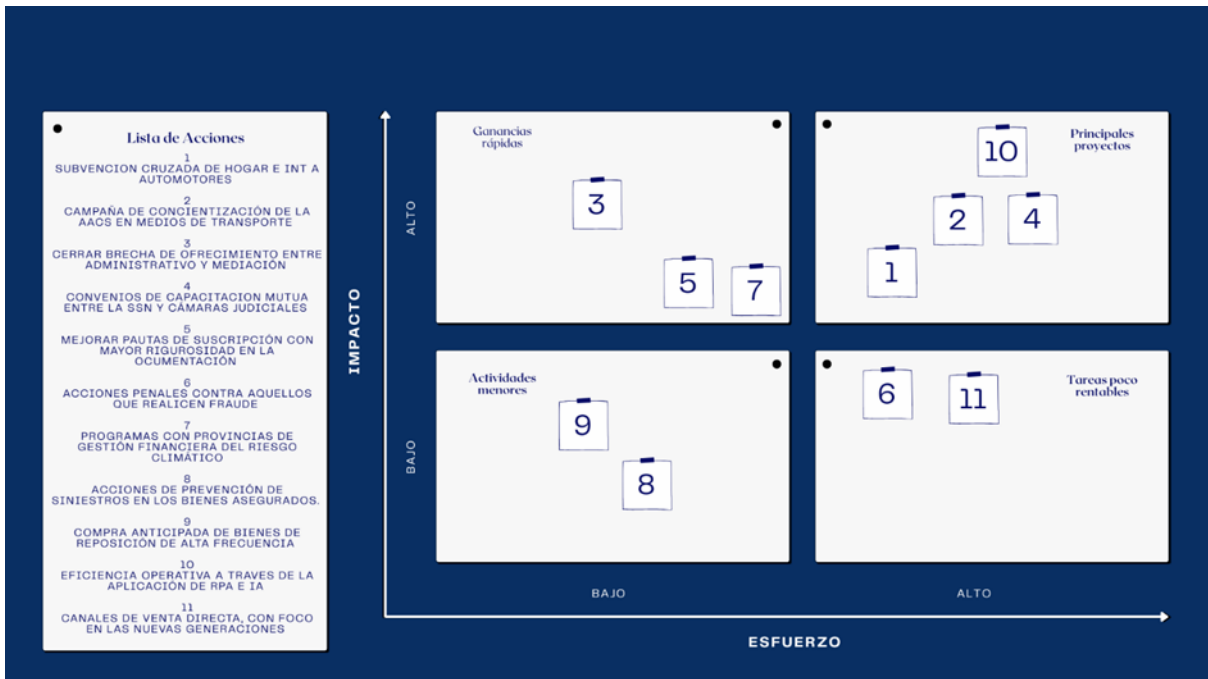 Lista de Acciones
1
SUBVENCION CRUZADA DE HOGAR E INT A
AUTOMOTORES
2
CAMPAÑA DE CONCIENTIZACIÓN DE LA
AACS EN MEDIOS DE TRANSPORTE
3
CERRAR BRECHA DE OFRECIMIENTO ENTRE
ADMINISTRATIVO Y MEDIACIÓN
4
CONVENIOS DE CAPACITACION MUTUA
ENTRE LA SSN Y CÁMARAS JUDICIALES
5
MEJORAR PAUTAS DE SUSCRIPCIÓN CON
MAYOR RIGUROSIDAD EN LA
OCUMENTACIÓN
6
ACCIONES PENALES CONTRA AQUELLOS
QUE REALICEN FRAUDE
7
PROGRAMAS CON PROVINCIAS DE
GESTIÓN FINANCIERA DEL RIESGO
CLIMÁTICO
8
ACCIONES DE PREVENCIÓN DE
SINIESTROS EN LOS BIENES ASEGURADOS.
9
COMPRA ANTICIPADA DE BIENES DE
REPOSICIÓN DE ALTA FRECUENCIA
10
EFICIENCIA OPERATIVA A TRAVES DE LA
APLICACIÓN DE RPA E IA
11
CANALES DE VENTA DIRECTA, CON FOCO
EN LAS NUEVAS GENERACIONES
IMPACTO
ALTO
BAJO
Ganancias
rápidas
3
5
7
Principales
proyectos
10
2
4
1
Actividades
menores
9
8
Tareas poco
rentables
6
11
BAJO
ALTO
ESFUERZO